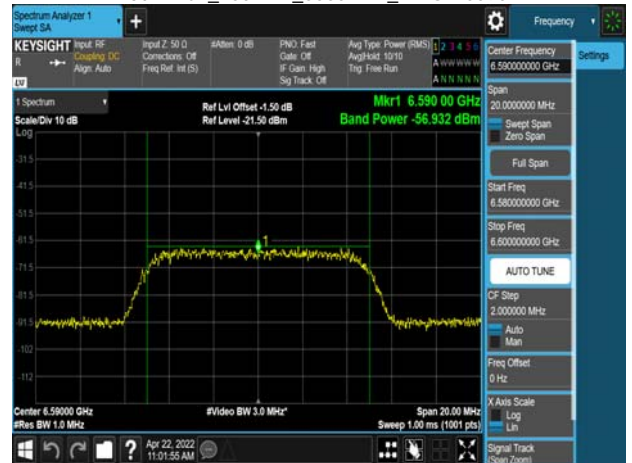 Spectrum Analyzer 1
Swept SA
+
Frequency
KEYSIGHT
R
LXI
Input: RF
Coupling: DC
Align: Auto
Input Z: 50 Ω
Corrections: Off
Freq Ref: Int (S)
#Atten: 0 dB
PNO: Fast
Gate: Off
IF Gain: High
Sig Track: Off
Avg Type: Power (RMS)
Avg|Hold: 10/10
Trig: Free Run
1 2 3 4 5 6
A W W W W W
A N N N N N
1 Spectrum
Scale/Div 10 dB
Log
Ref Lvl Offset -1.50 dB
Ref Level -21.50 dBm
Mkr1 6.590 00 GHz
Band Power -56.932 dBm
-31.5
-41.5
-51.5
-61.5
-71.5
-81.5
-91.5
-102
-112
1
Center 6.59000 GHz
#Res BW 1.0 MHz
#Video BW 3.0 MHz*
Span 20.00 MHz
Sweep 1.00 ms (1001 pts)
Center Frequency
6.590000000 GHz
Settings
Span
20.0000000 MHz
Swept Span
Zero Span
Full Span
Start Freq
6.580000000 GHz
Stop Freq
6.600000000 GHz
AUTO TUNE
CF Step
2.000000 MHz
Auto
Man
Freq Offset
0 Hz
X Axis Scale
Log
Lin
Signal Track
(Span Zoom)
?
Apr 22, 2022
11:01:55 AM